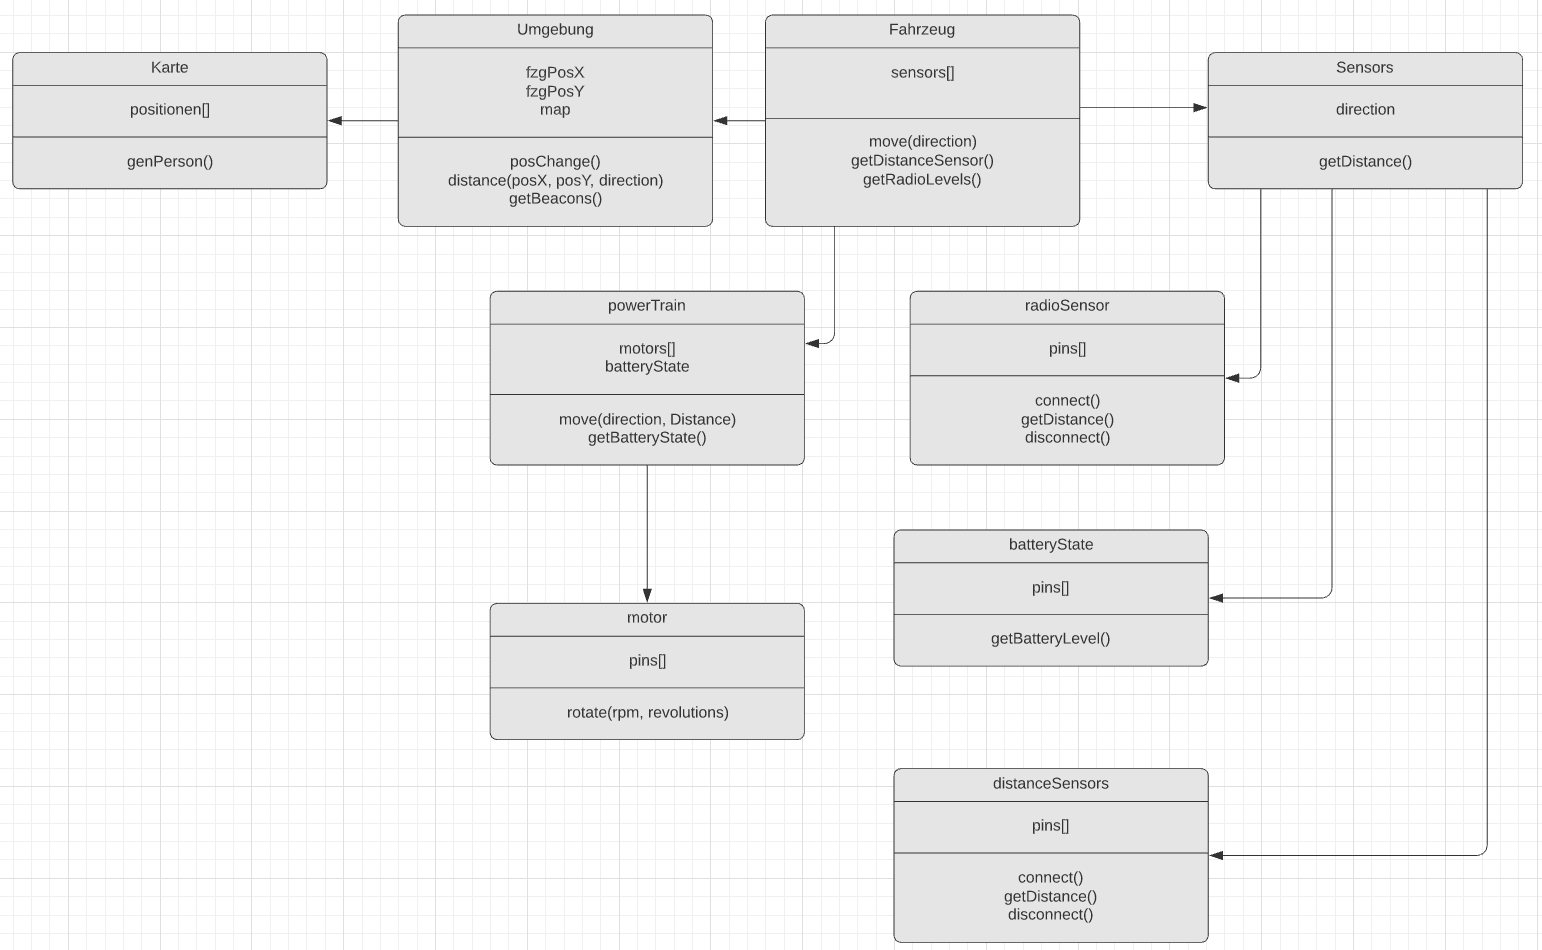 Karte
positionen[]
genPerson()
Umgebung
fzgPosX
fzgPosY
map
posChange()
distance(posX, posY, direction)
getBeacons()
Fahrzeug
sensors[]
move(direction)
getDistanceSensor()
getRadioLevels()
Sensors
direction
getDistance()
powerTrain
motors[]
batteryState
move(direction, Distance)
getBatteryState()
radioSensor
pins[]
connect()
getDistance()
disconnect()
batteryState
pins[]
getBatteryLevel()
motor
pins[]
rotate(rpm, revolutions)
distanceSensors
pins[]
connect()
getDistance()
disconnect()